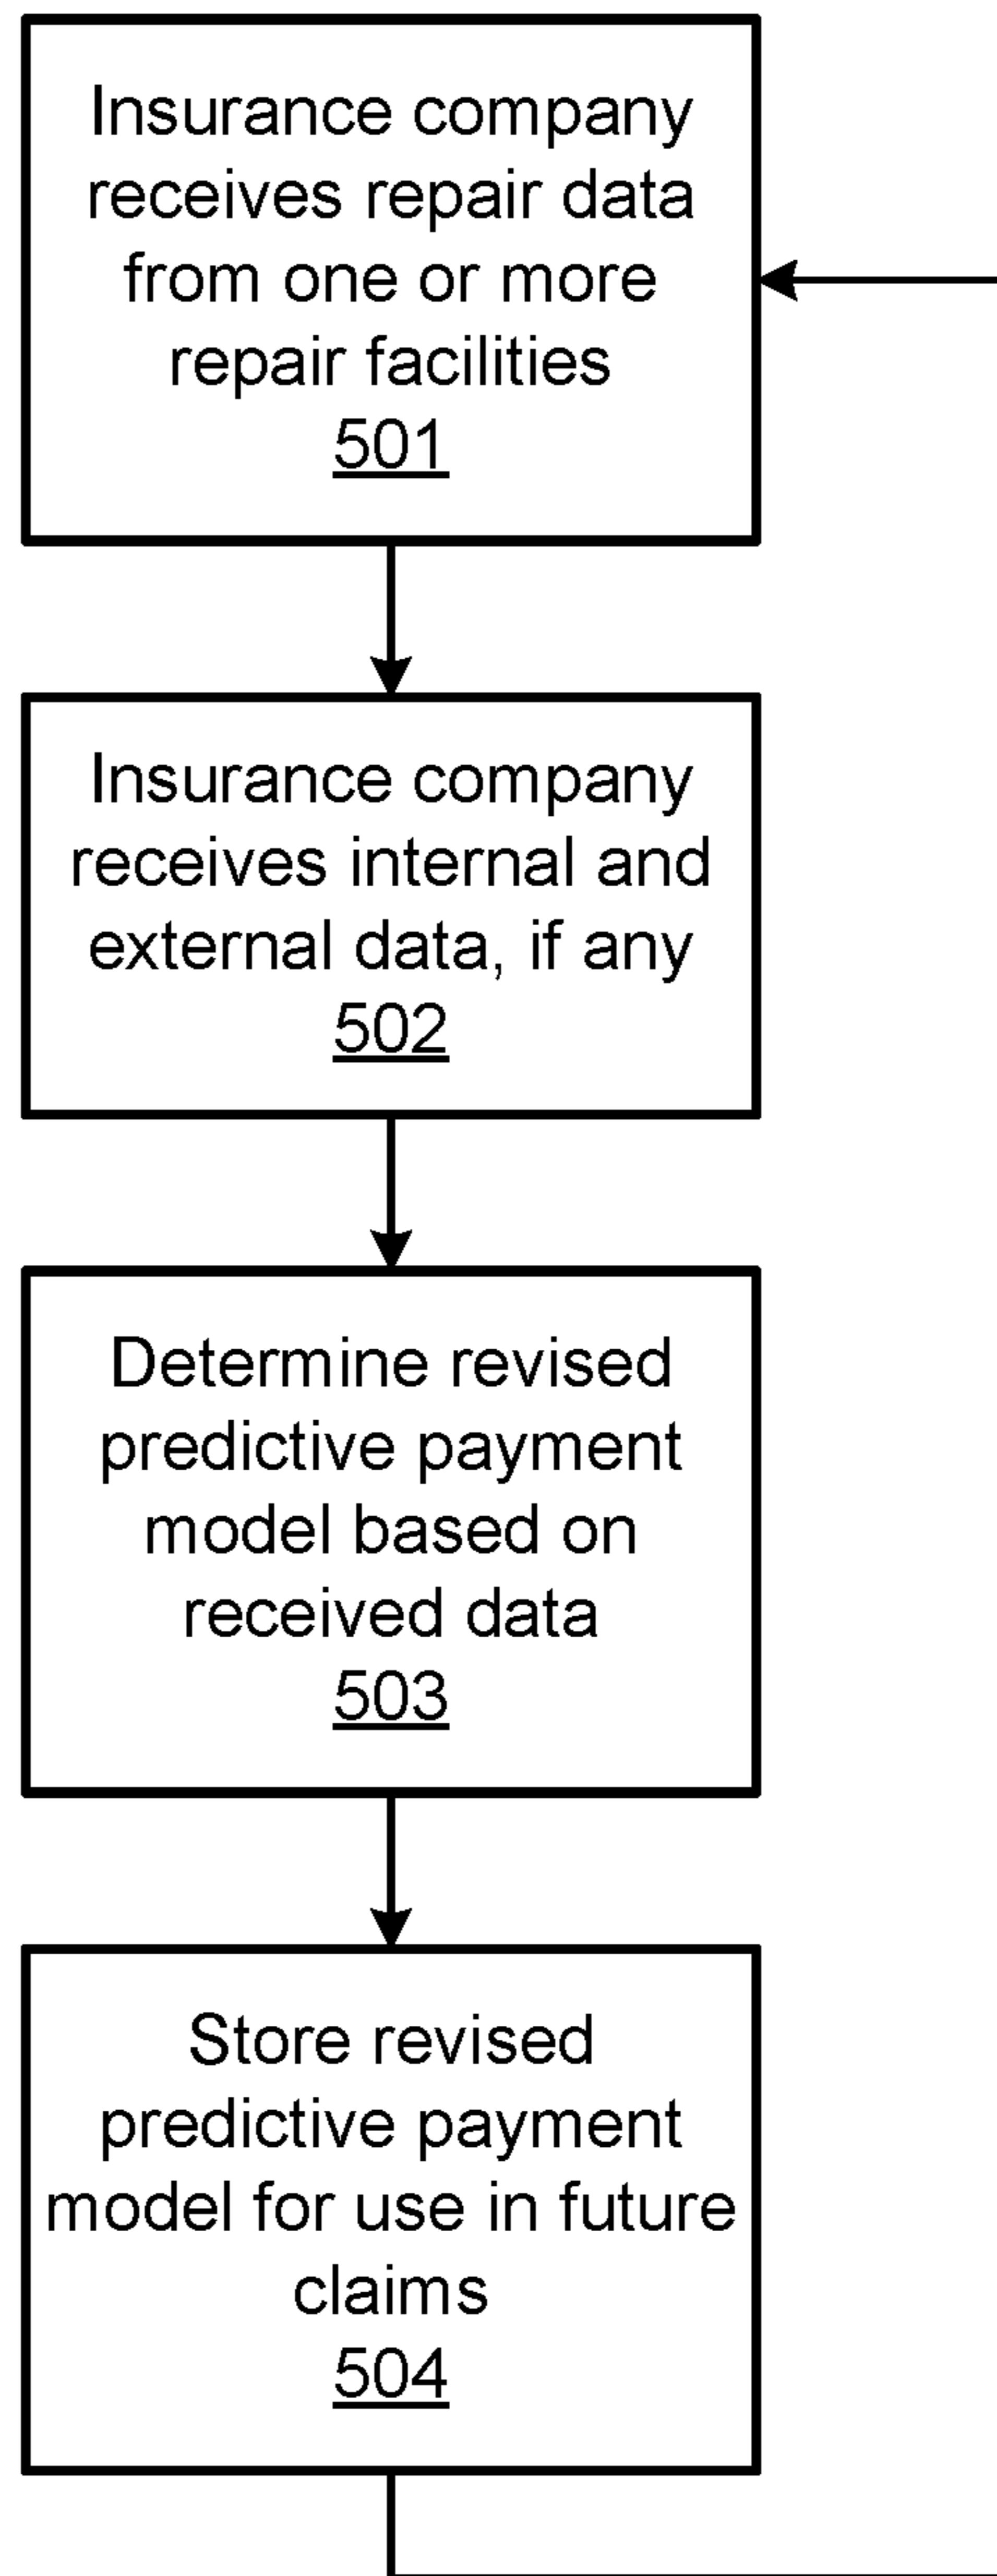 Insurance company
receives repair data
from one or more
repair facilities
501
Insurance company
receives internal and
external data, if any
502
Determine revised
predictive payment
model based on
received data
503
Store revised
predictive payment
model for use in future
claims
504